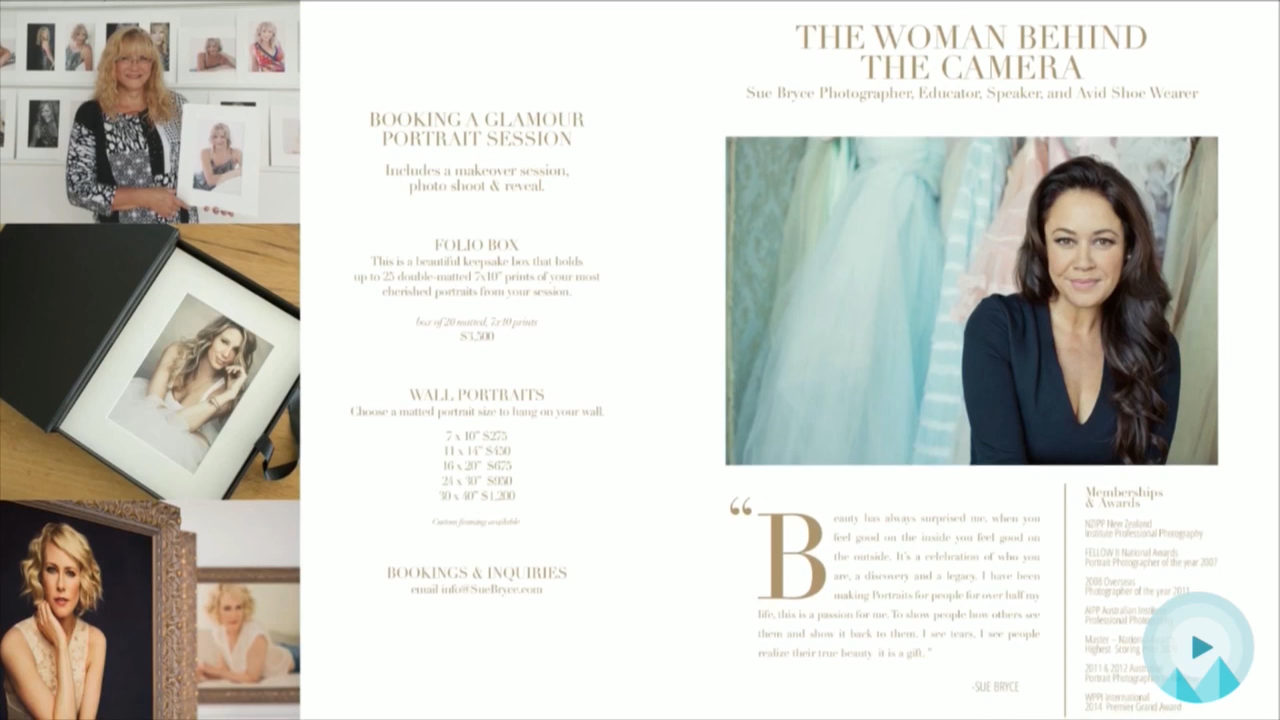 BOOKING A GLAMOUR
PORTRAIT SESSION
Includes a makeover session,
photo shoot & reveal.
FOLIO BOX
This is a beautiful keepsake box that holds
up to 25 double-matted 7x10" prints of your most
cherished portraits from your session.
box of 20 matted, 7x10 prints
$3,500
WALL PORTRAITS
Choose a matted portrait size to hang on your wall.
7 x 10" $275
11 x 14" $450
16 x 20" $675
24 x 30" $950
30 x 40" $1,200
Custom framing available
BOOKINGS & INQUIRIES
email info@SueBryce.com
THE WOMAN BEHIND
THE CAMERA
Sue Bryce Photographer, Educator, Speaker, and Avid Shoe Wearer
“Beauty has always surprised me, when you
feel good on the inside you feel good on
the outside. It's a celebration of who you
are, a discovery and a legacy. I have been
making Portraits for people for over half my
life, this is a passion for me. To show people how others see
them and show it back to them. I see tears, I see people
realize their true beauty it is a gift.”
-SUE BRYCE
Memberships
& Awards
NZIPP New Zealand
Institute Professional Photography
FELLOW II National Awards
Portrait Photographer of the year 2007
2008 Overseas
Photographer of the year 2011
AIPP Australian
Professional
Master –
Highest Scoring
2011 & 2012
Portrait
WPPI International
2014 Premier Grand Award